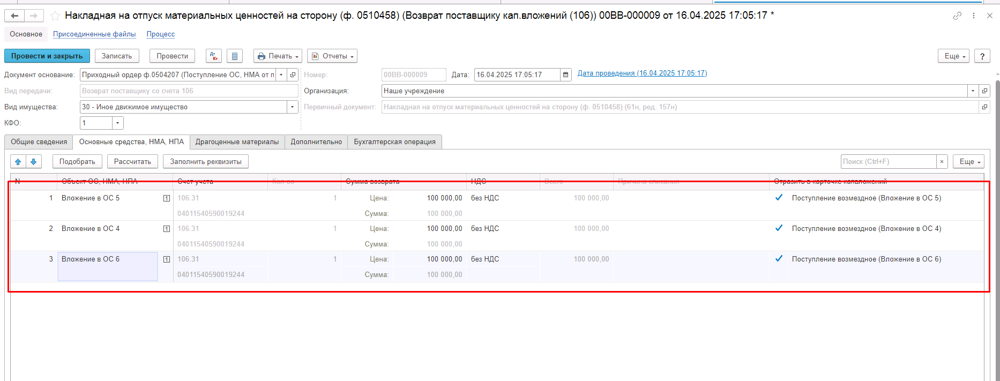 Накладная на отпуск материальных ценностей на сторону (ф. 0510458) (Возврат поставщику кап.вложений (106)) 00ВВ-000009 от 16.04.2025 17:05:17 *
Основное Присоединенные файлы Процесс
Провести и закрыть Записать Провести Дт Кт Печать Отчеты Еще ?
Документ основание: Приходный ордер ф.0504207 (Поступление ОС, НМА от п Номер: 00ВВ-000009 Дата: 16.04.2025 17:05:17 Дата проведения (16.04.2025 17:05:17)
Вид передачи: Возврат поставщику со счета 106 Организация: Наше учреждение
Вид имущества: 30 - Иное движимое имущество Первичный документ: Накладная на отпуск материальных ценностей на сторону (ф. 0510458) (61н, ред. 157н)
КФО: 1
Общие сведения Основные средства, НМА, НПА Драгоценные материалы Дополнительно Бухгалтерская операция
Подобрать Рассчитать Заполнить реквизиты Поиск (Ctrl+F) × Еще
N Объект ОС, НМА, НПА Счет учета Кол-во Сумма возврата НДС Всего Причина списания Отразить в карточке капвложений
1 Вложение в ОС 5 1 106.31 1 Цена: 100 000,00 без НДС 100 000,00 Поступление возмездное (Вложение в ОС 5)
04011540590019244 Сумма: 100 000,00
2 Вложение в ОС 4 1 106.31 1 Цена: 100 000,00 без НДС 100 000,00 Поступление возмездное (Вложение в ОС 4)
04011540590019244 Сумма: 100 000,00
3 Вложение в ОС 6 1 106.31 1 Цена: 100 000,00 без НДС 100 000,00 Поступление возмездное (Вложение в ОС 6)
04011540590019244 Сумма: 100 000,00